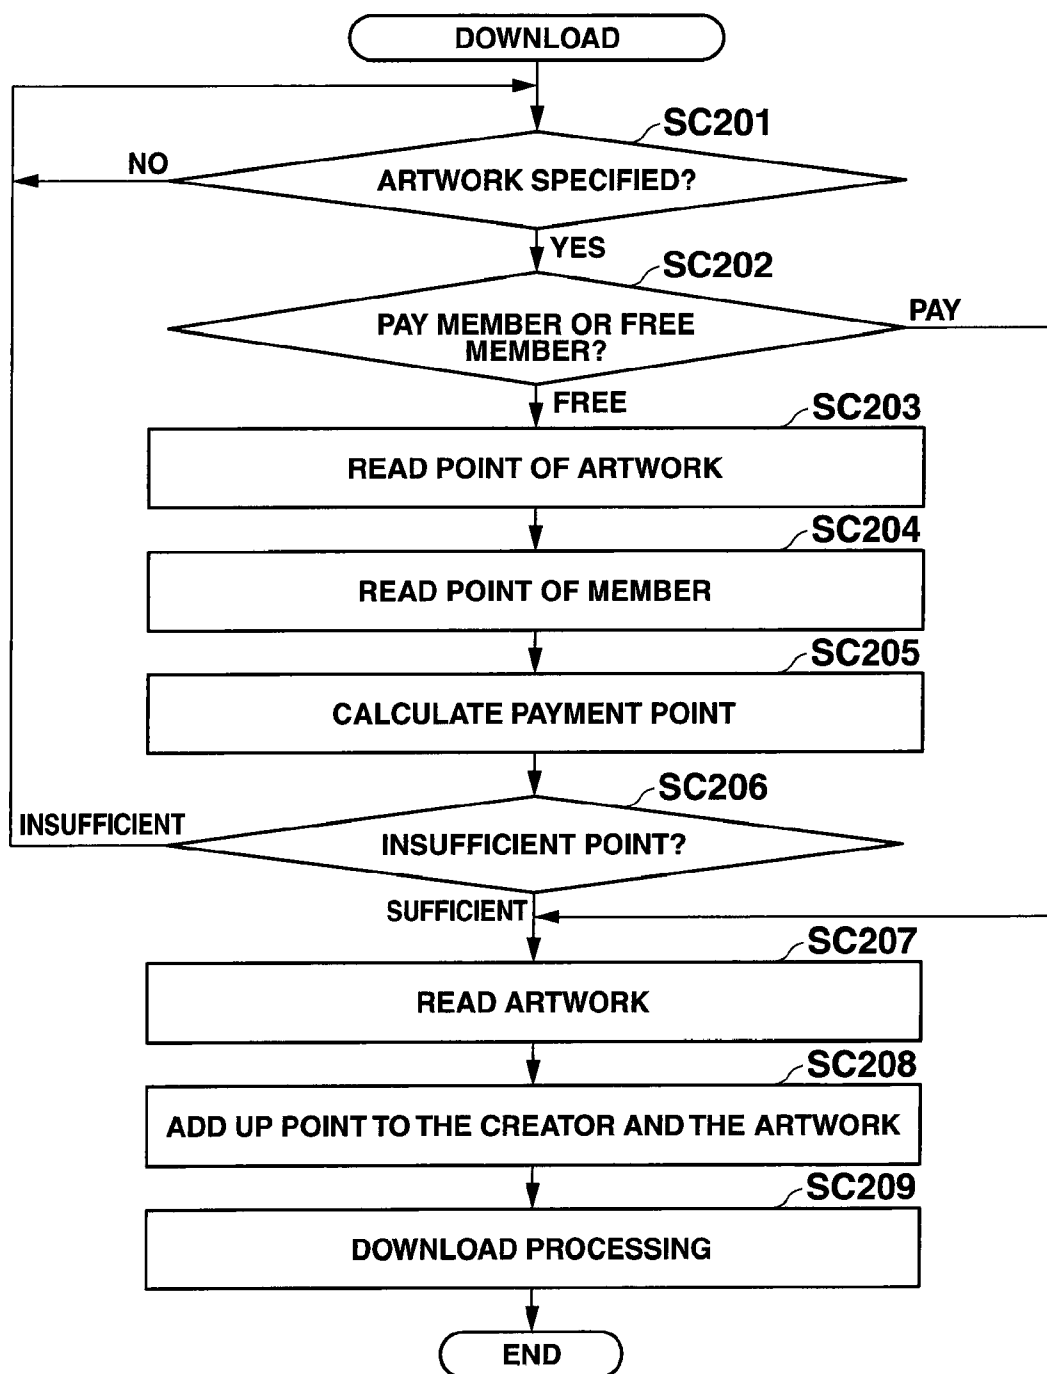 DOWNLOAD
SC201
NO
ARTWORK SPECIFIED?
YES
SC202
PAY
PAY MEMBER OR FREE
MEMBER?
FREE
SC203
READ POINT OF ARTWORK
SC204
READ POINT OF MEMBER
SC205
CALCULATE PAYMENT POINT
SC206
INSUFFICIENT
INSUFFICIENT POINT?
SUFFICIENT
SC207
READ ARTWORK
SC208
ADD UP POINT TO THE CREATOR AND THE ARTWORK
SC209
DOWNLOAD PROCESSING
END